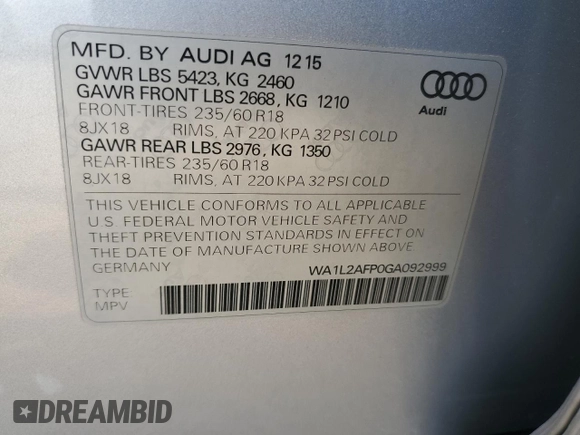 MFD. BY AUDI AG 1215
GVWR LBS 5423, KG 2460
GAWR FRONT LBS 2668, KG 1210
FRONT-TIRES 235/60 R18
8JX18 RIMS, AT 220 KPA 32 PSI COLD
GAWR REAR LBS 2976, KG 1350
REAR-TIRES 235/60 R18
8JX18 RIMS, AT 220 KPA 32 PSI COLD
Audi
THIS VEHICLE CONFORMS TO ALL APPLICABLE
U.S. FEDERAL MOTOR VEHICLE SAFETY AND
THEFT PREVENTION STANDARDS IN EFFECT ON
THE DATE OF MANUFACTURE SHOWN ABOVE.
GERMANY WA1L2AFP0GA092999
TYPE:
MPV
DREAMBID